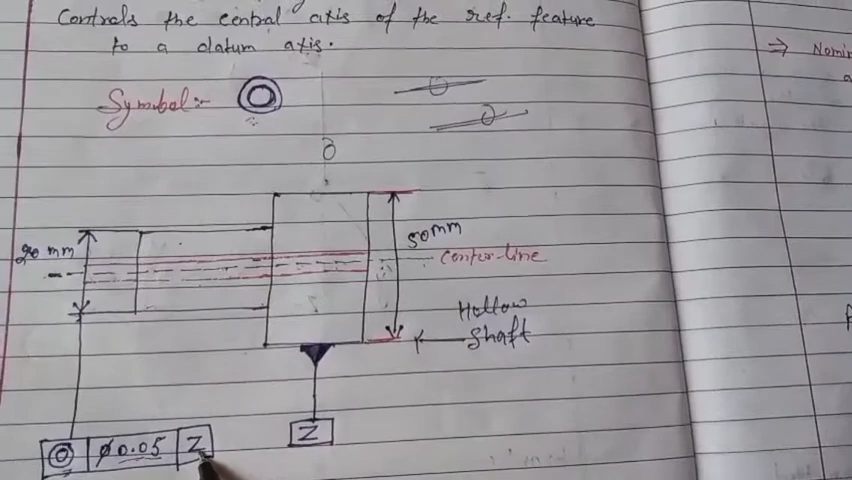 Controls the central axis of the ref. feature
to a datum axis.
⇒ Nomin
Symbol:-
20 mm
50mm
Center-line
Hollow
Shaft
Z
Ø0.05 Z